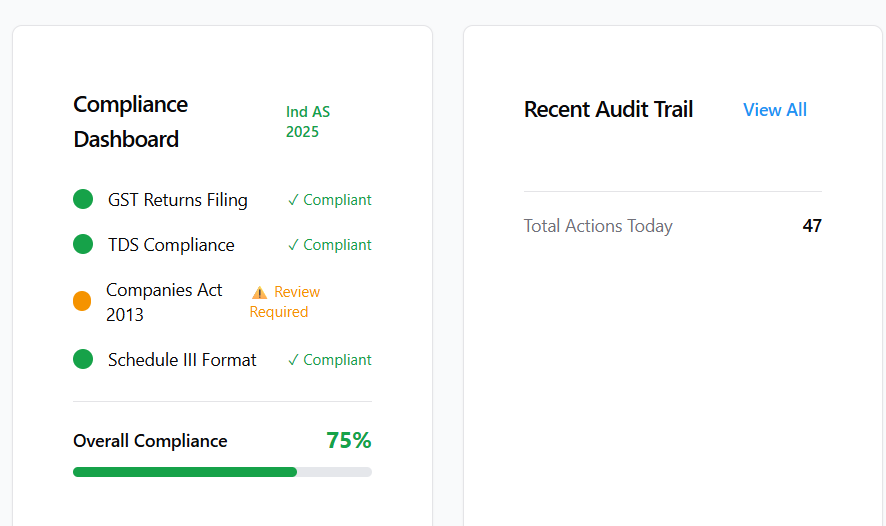 Compliance
Dashboard
Ind AS
2025
GST Returns Filing
✓ Compliant
TDS Compliance
✓ Compliant
Companies Act
2013
⚠ Review
Required
Schedule III Format
✓ Compliant
Overall Compliance
75%
Recent Audit Trail
View All
Total Actions Today
47